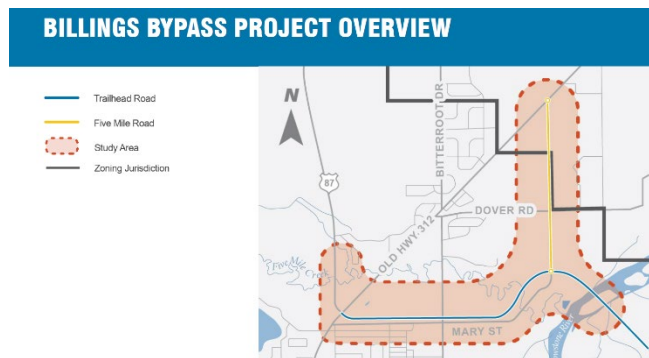 BILLINGS BYPASS PROJECT OVERVIEW
Trailhead Road
Five Mile Road
Study Area
Zoning Jurisdiction
N
BITTERROOT DR
87
DOVER RD
OLD HWY 312
Five Mile Creek
MARY ST